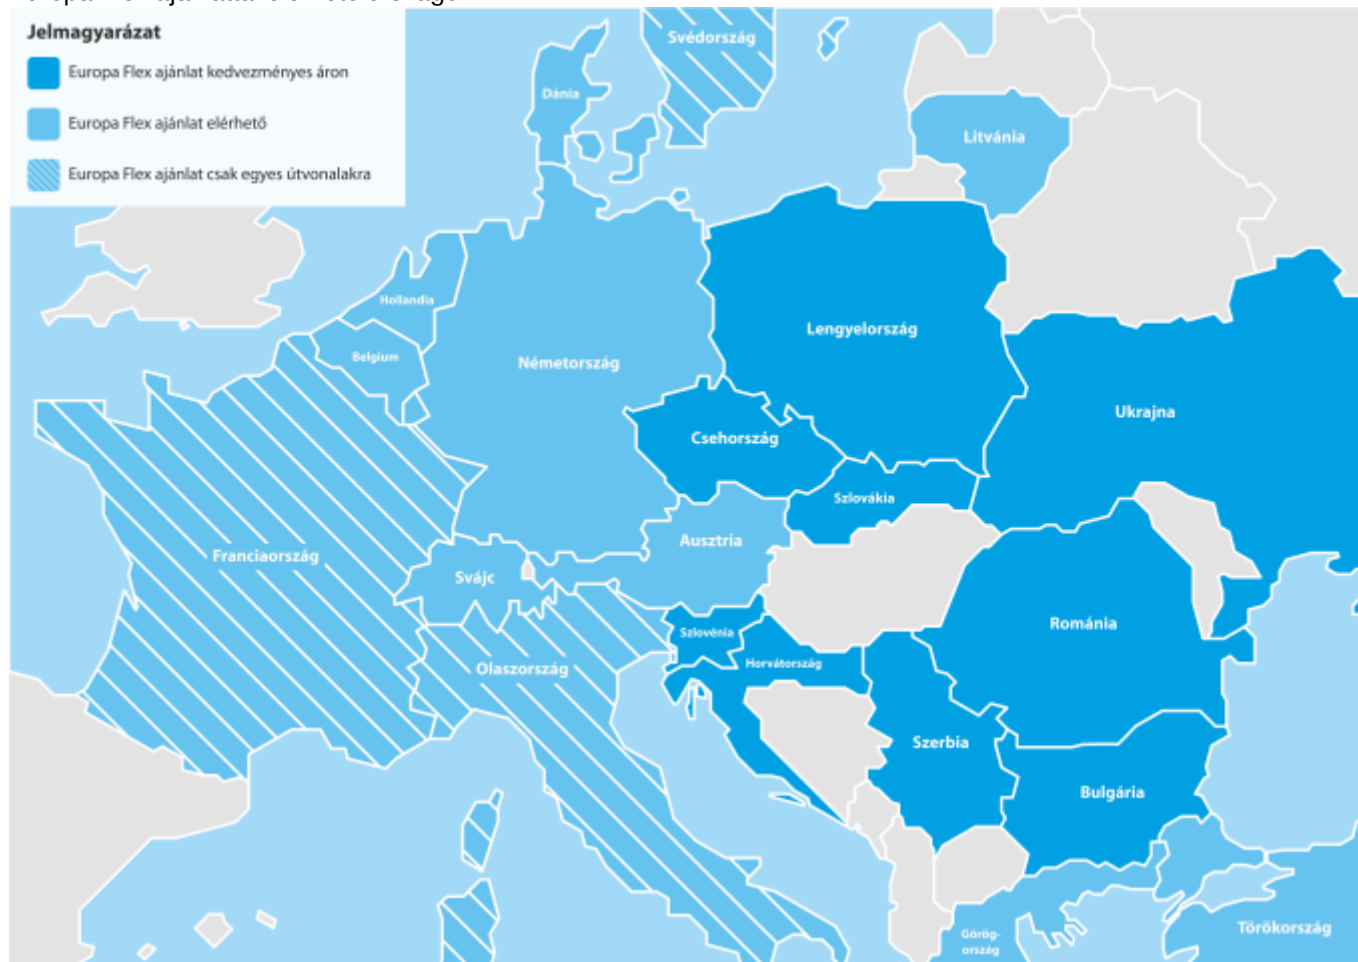 Jelmagyarázat
Europa Flex ajánlat kedvezményes áron
Europa Flex ajánlat elérhető
Europa Flex ajánlat csak egyes útvonalakra
Svédország
Dánia
Litvánia
Hollandia
Lengyelország
Belgium
Németország
Ukrajna
Csehország
Szlovákia
Ausztria
Franciaország
Svájc
Románia
Szlovénia
Horvátország
Olaszország
Szerbia
Bulgária
Görög-
ország
Törökország